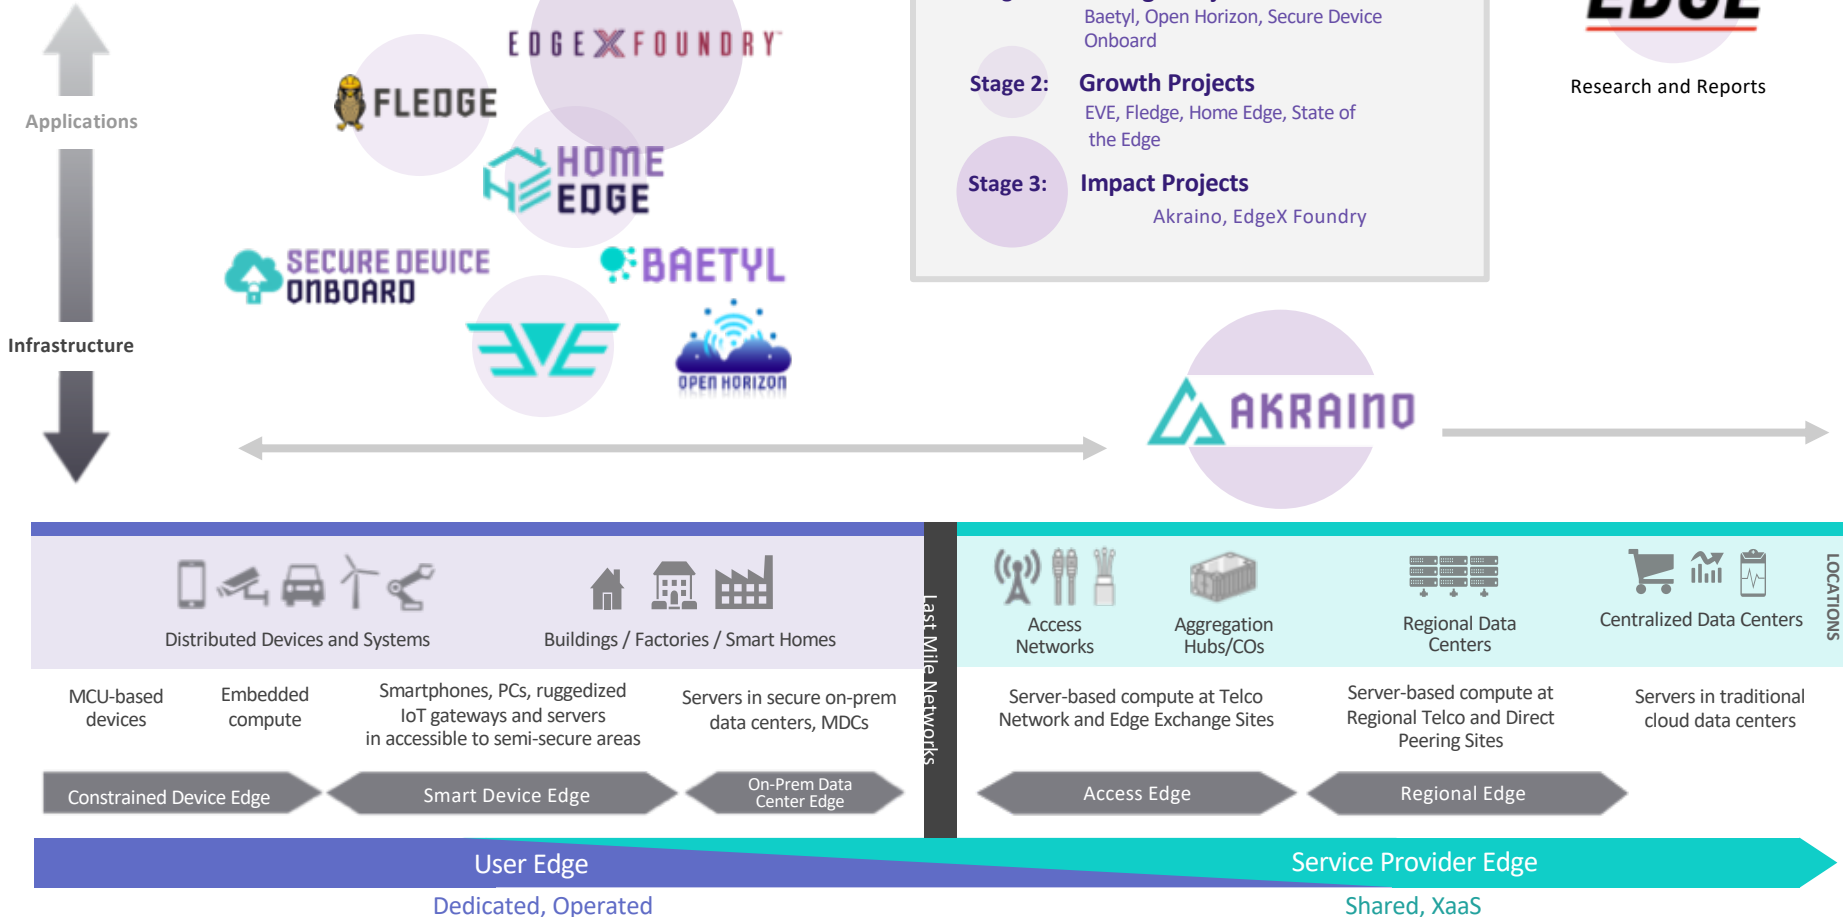 Baetyl, Open Horizon, Secure Device
Onboard
Stage 2: Growth Projects
EVE, Fledge, Home Edge, State of
the Edge
Stage 3: Impact Projects
Akraino, EdgeX Foundry
EDGE
Research and Reports
Applications
Infrastructure
EDGEXFOUNDRY
FLEDGE
HOME
EDGE
SECURE DEVICE
ONBOARD
BAETYL
EVE
OPEN HORIZON
AKRAINO
Distributed Devices and Systems
Buildings / Factories / Smart Homes
Last Mile Networks
Access
Networks
Aggregation
Hubs/COs
Regional Data
Centers
Centralized Data Centers
LOCATIONS
MCU-based
devices
Embedded
compute
Smartphones, PCs, ruggedized
IoT gateways and servers
in accessible to semi-secure areas
Servers in secure on-prem
data centers, MDCs
Server-based compute at Telco
Network and Edge Exchange Sites
Server-based compute at
Regional Telco and Direct
Peering Sites
Servers in traditional
cloud data centers
Constrained Device Edge
Smart Device Edge
On-Prem Data
Center Edge
Access Edge
Regional Edge
User Edge
Service Provider Edge
Dedicated, Operated
Shared, XaaS